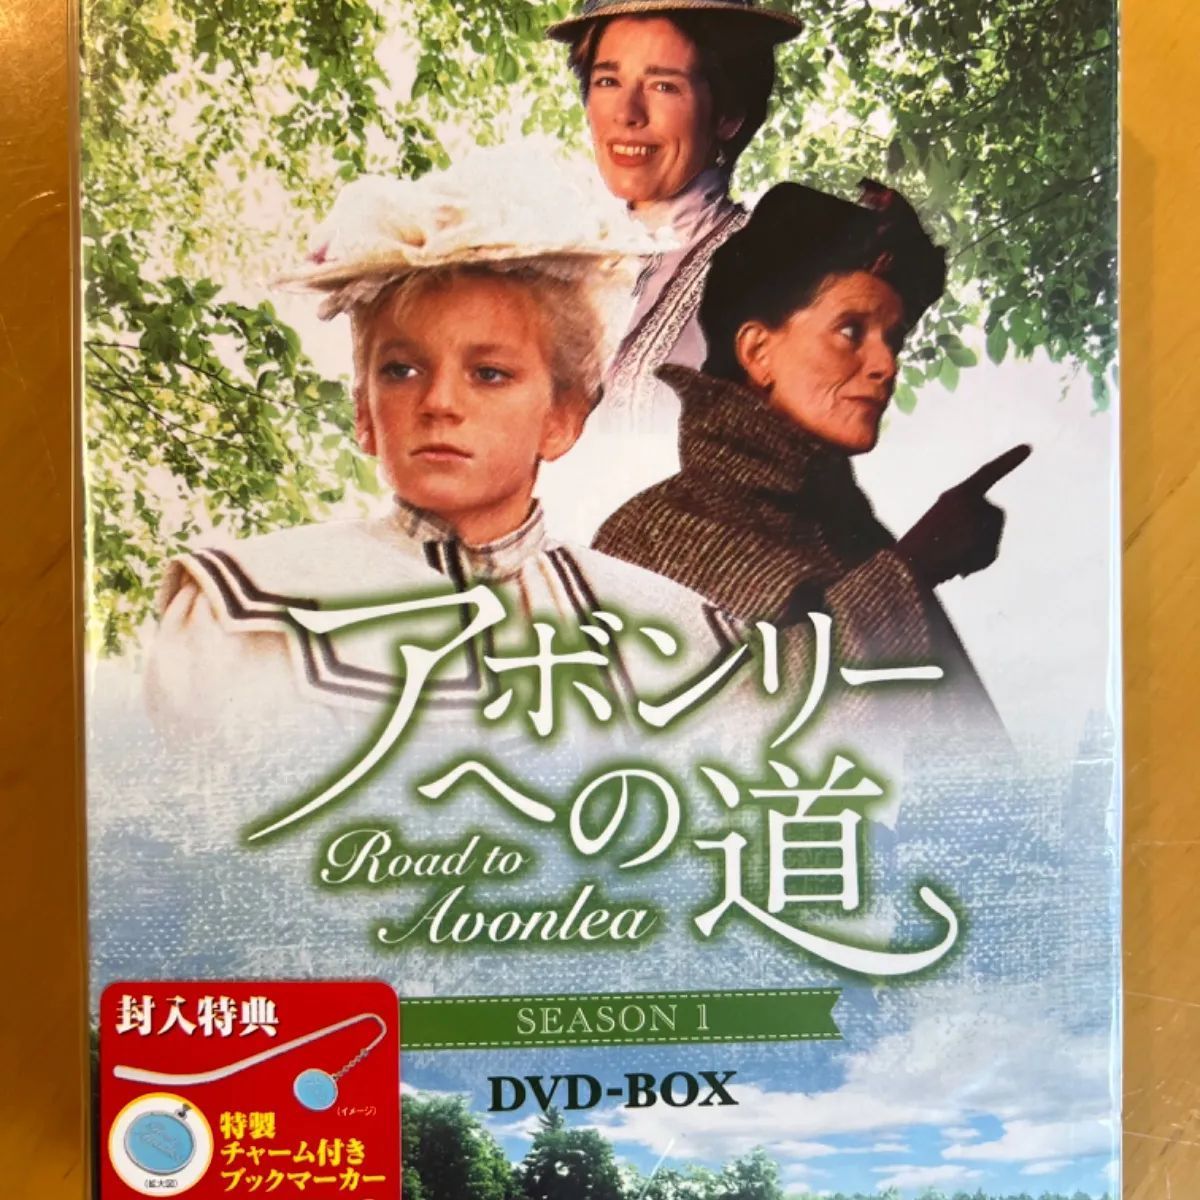 アボンリー
への道
Road to
Avonlea
SEASON 1
DVD-BOX
封入特典
(イメージ)
特製
チャーム付き
ブックマーカー
(拡大図)